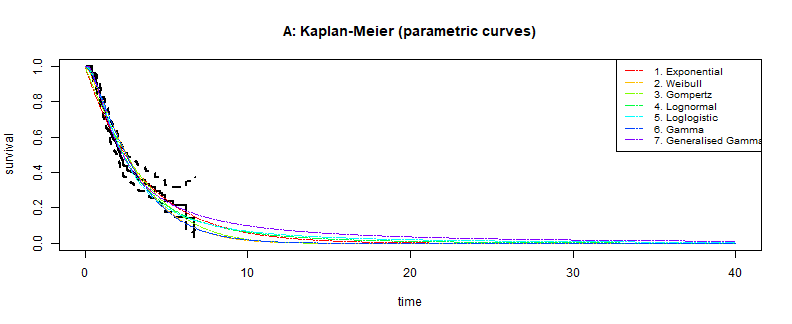 A: Kaplan-Meier (parametric curves)
survival
0.0
0.2
0.4
0.6
0.8
1.0
1. Exponential
2. Weibull
3. Gompertz
4. Lognormal
5. Loglogistic
6. Gamma
7. Generalised Gamma
0
10
20
30
40
time